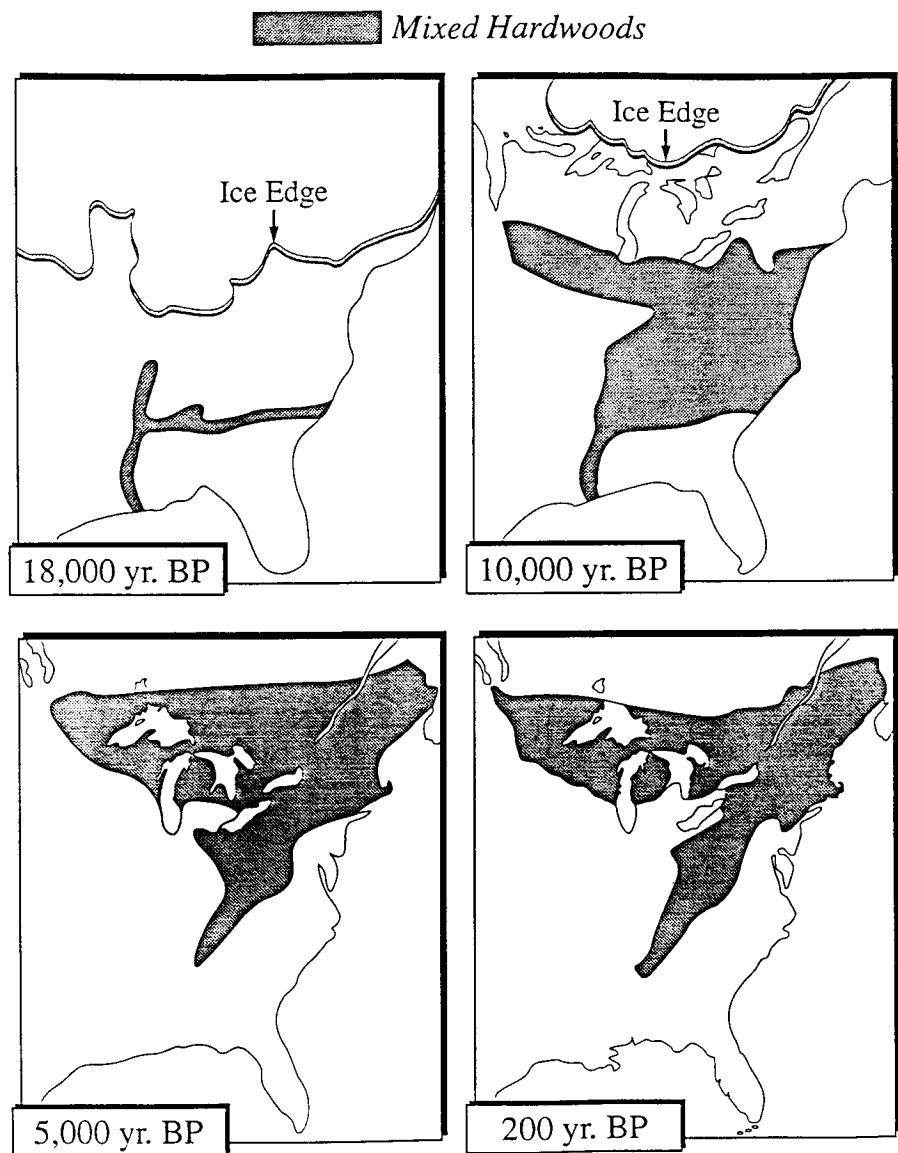 Mixed Hardwoods
Ice Edge
18,000 yr. BP
Ice Edge
10,000 yr. BP
5,000 yr. BP
200 yr. BP